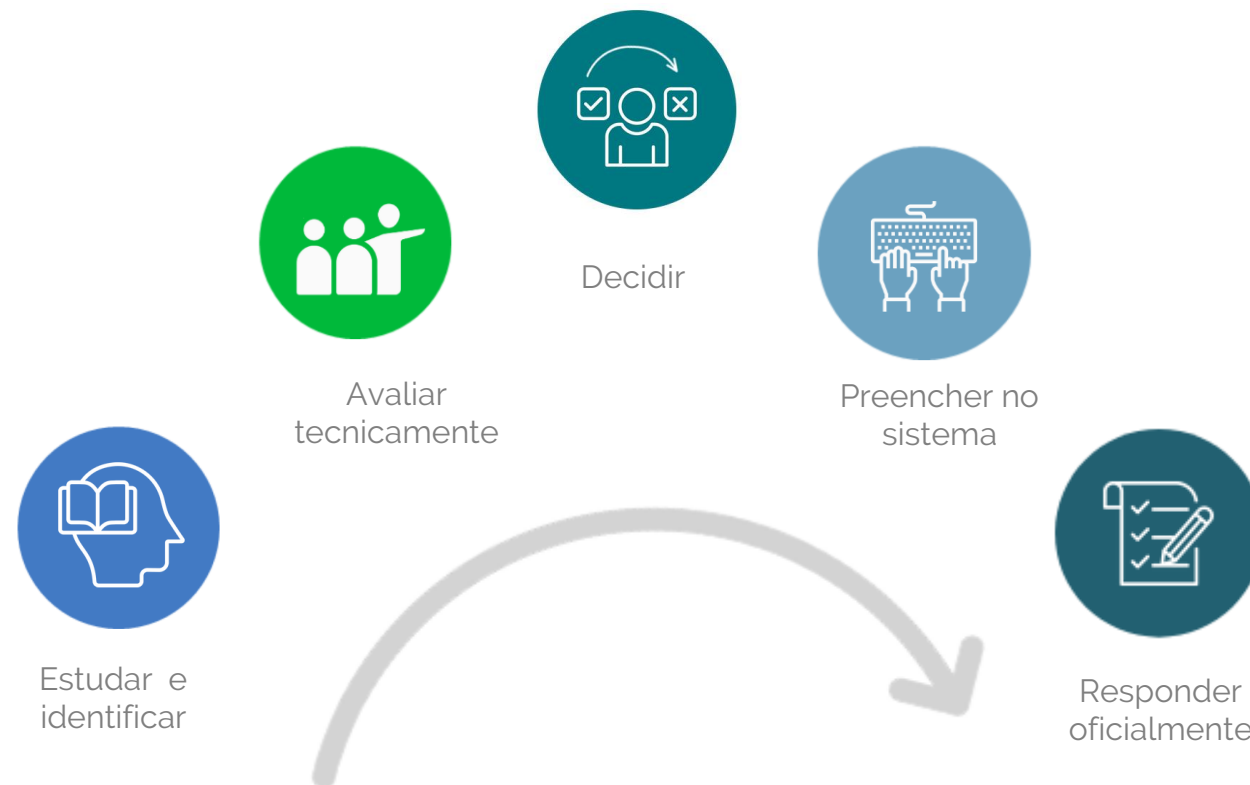 Estudar e
identificar
Avaliar
tecnicamente
Decidir
Preencher no
sistema
Responder
oficialmente